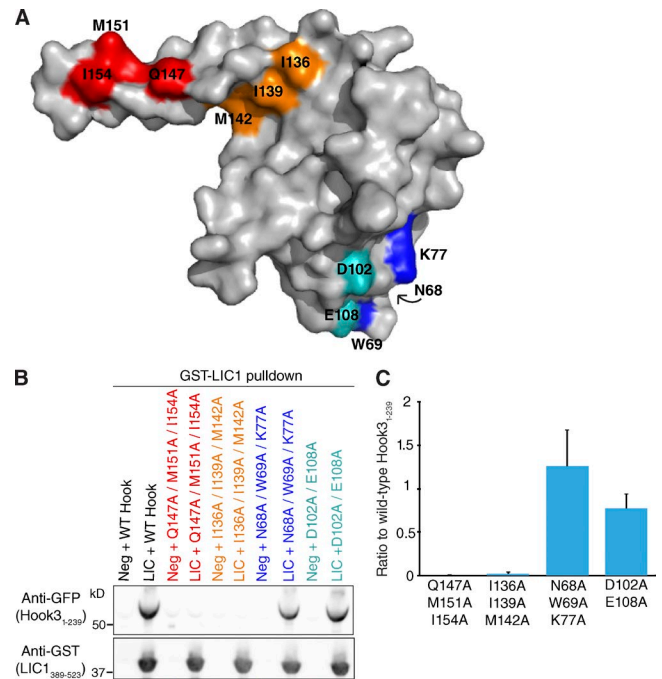 A
M151
I154
Q147
I136
I139
M142
K77
D102
N68
E108
W69
B
GST-LIC1 pulldown
Neg + WT Hook
LIC + WT Hook
Neg + Q147A / M151A / I154A
LIC + Q147A / M151A / I154A
Neg + I136A / I139A / M142A
LIC + I136A / I139A / M142A
Neg + N68A / W69A / K77A
LIC + N68A / W69A / K77A
Neg + D102A / E108A
LIC +D102A / E108A
kD
Anti-GFP
(Hook3₁₋₂₃₉)
50
Anti-GST
(LIC1₃₈₉₋₅₂₃)
37
C
Ratio to wild-type Hook3₁₋₂₃₉
2
1.5
1
0.5
0
Q147A I136A N68A D102A
M151A I139A W69A E108A
I154A M142A K77A